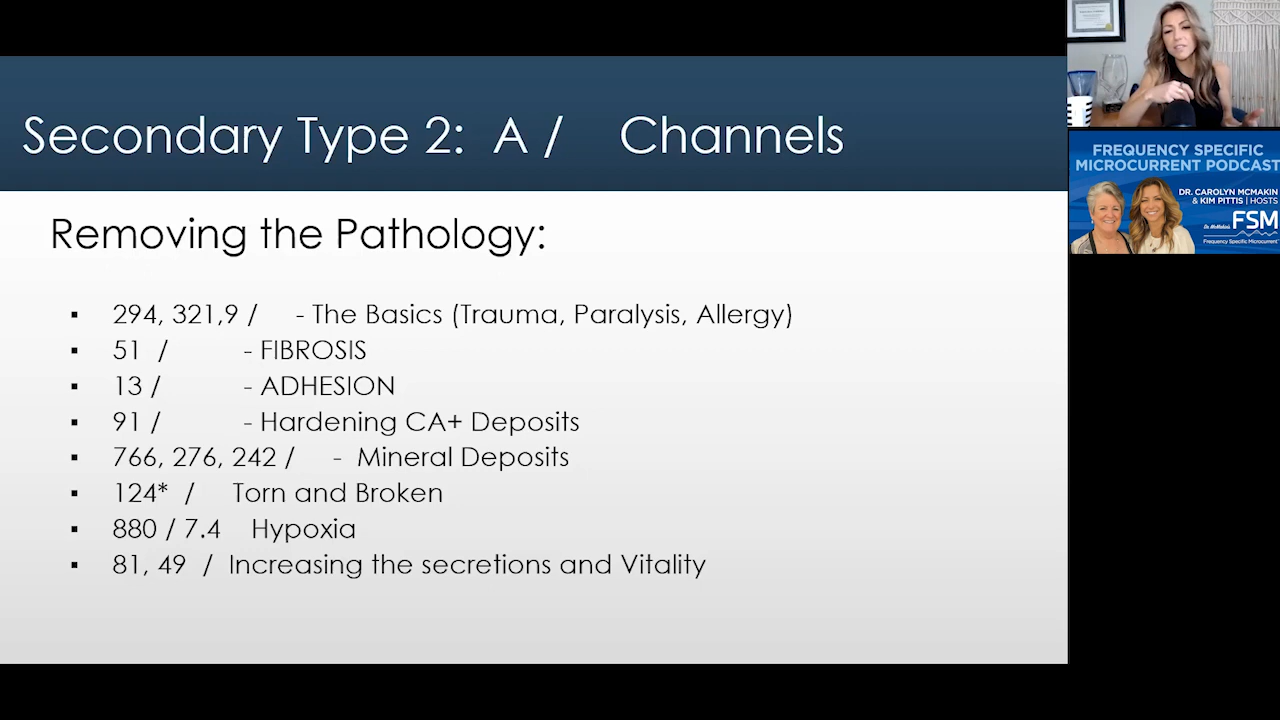 Secondary Type 2: A / Channels
Removing the Pathology:
▪ 294, 321,9 / - The Basics (Trauma, Paralysis, Allergy)
▪ 51 / - FIBROSIS
▪ 13 / - ADHESION
▪ 91 / - Hardening CA+ Deposits
▪ 766, 276, 242 / - Mineral Deposits
▪ 124* / Torn and Broken
▪ 880 / 7.4 Hypoxia
▪ 81, 49 / Increasing the secretions and Vitality
FREQUENCY SPECIFIC
MICROCURRENT PODCAST
DR. CAROLYN MCMAKIN
& KIM PITTIS | HOSTS
Dr. McMakin's FSM
Frequency Specific Microcurrent